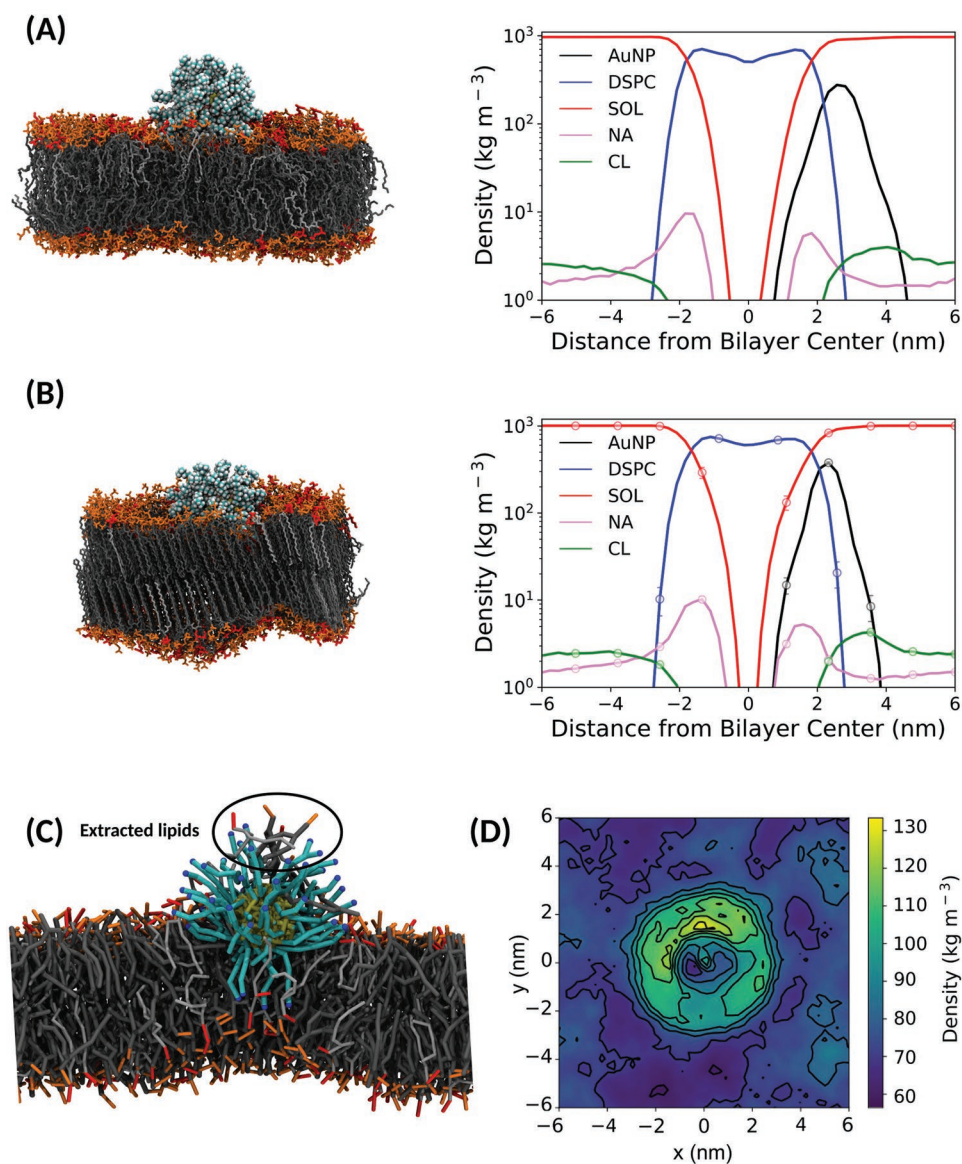 (A)
10³
10²
10¹
10⁰
Density (kg m⁻³)
AuNP
DSPC
SOL
NA
CL
−6 −4 −2 0 2 4 6
Distance from Bilayer Center (nm)
(B)
10³
10²
10¹
10⁰
Density (kg m⁻³)
AuNP
DSPC
SOL
NA
CL
−6 −4 −2 0 2 4 6
Distance from Bilayer Center (nm)
(C)
Extracted lipids
(D)
6
4
2
0
−2
−4
−6
y (nm)
−6 −4 −2 0 2 4 6
x (nm)
130
120
110
100
90
80
70
60
Density (kg m⁻³)